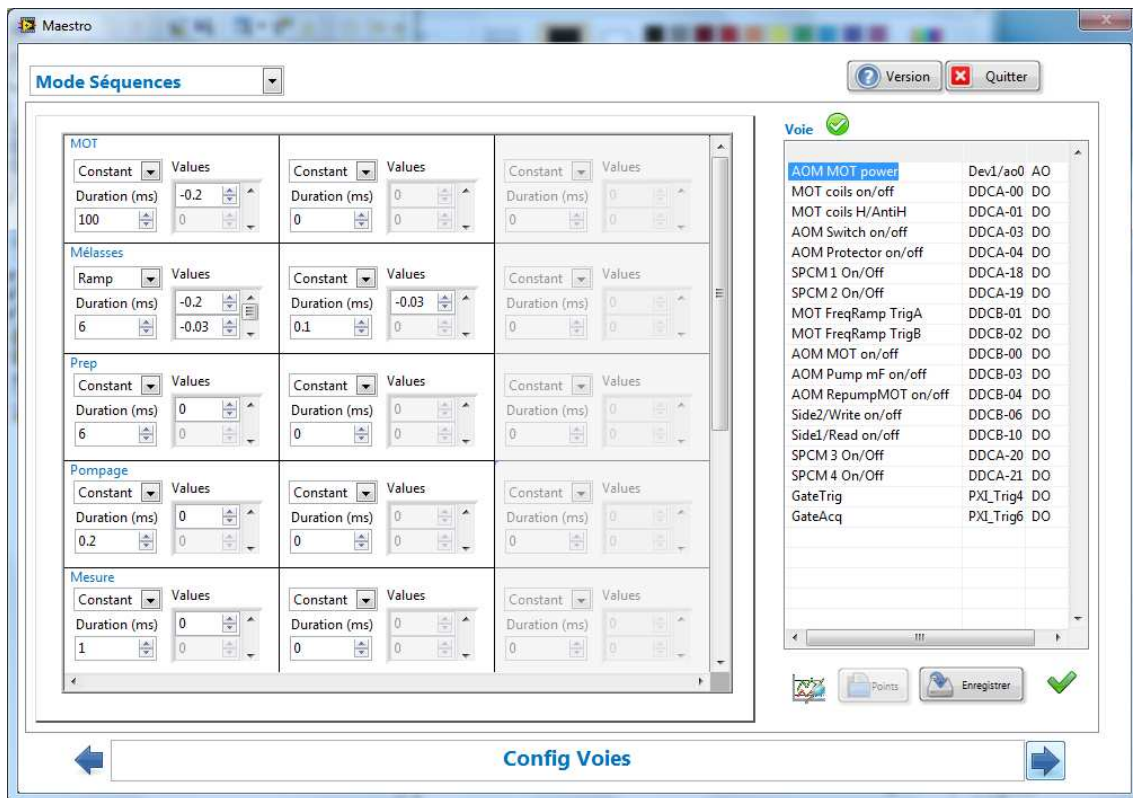 Maestro
Mode Séquences
Version
Quitter
MOT
Constant Values Constant Values Constant Values
Duration (ms) -0.2 Duration (ms) 0 Duration (ms) 0
100 0 0 0 0 0
Mélasses
Ramp Values Constant Values Constant Values
Duration (ms) -0.2 Duration (ms) -0.03 Duration (ms) 0
6 -0.03 0.1 0 0 0
Prep
Constant Values Constant Values Constant Values
Duration (ms) 0 Duration (ms) 0 Duration (ms) 0
6 0 0 0 0 0
Pompage
Constant Values Constant Values Constant Values
Duration (ms) 0 Duration (ms) 0 Duration (ms) 0
0.2 0 0 0 0 0
Mesure
Constant Values Constant Values Constant Values
Duration (ms) 0 Duration (ms) 0 Duration (ms) 0
1 0 0 0 0 0
Voie
AOM MOT power Dev1/ao0 AO
MOT coils on/off DDCA-00 DO
MOT coils H/AntiH DDCA-01 DO
AOM Switch on/off DDCA-03 DO
AOM Protector on/off DDCA-04 DO
SPCM 1 On/Off DDCA-18 DO
SPCM 2 On/Off DDCA-19 DO
MOT FreqRamp TrigA DDCB-01 DO
MOT FreqRamp TrigB DDCB-02 DO
AOM MOT on/off DDCB-00 DO
AOM Pump mF on/off DDCB-03 DO
AOM RepumpMOT on/off DDCB-04 DO
Side2/Write on/off DDCB-06 DO
Side1/Read on/off DDCB-10 DO
SPCM 3 On/Off DDCA-20 DO
SPCM 4 On/Off DDCA-21 DO
GateTrig PXI_Trig4 DO
GateAcq PXI_Trig6 DO
Points
Enregistrer
Config Voies